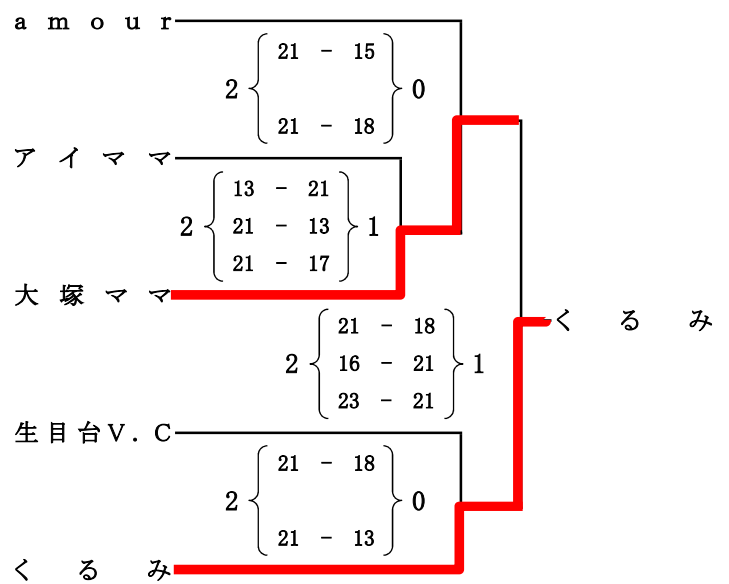 ａｍｏｕｒ
21 － 15
2 0
21 － 18
アイママ
13 － 21
2 21 － 13 1
21 － 17
大塚ママ
21 － 18
くるみ
2 16 － 21 1
23 － 21
生目台Ｖ．Ｃ
21 － 18
2 0
21 － 13
くるみ